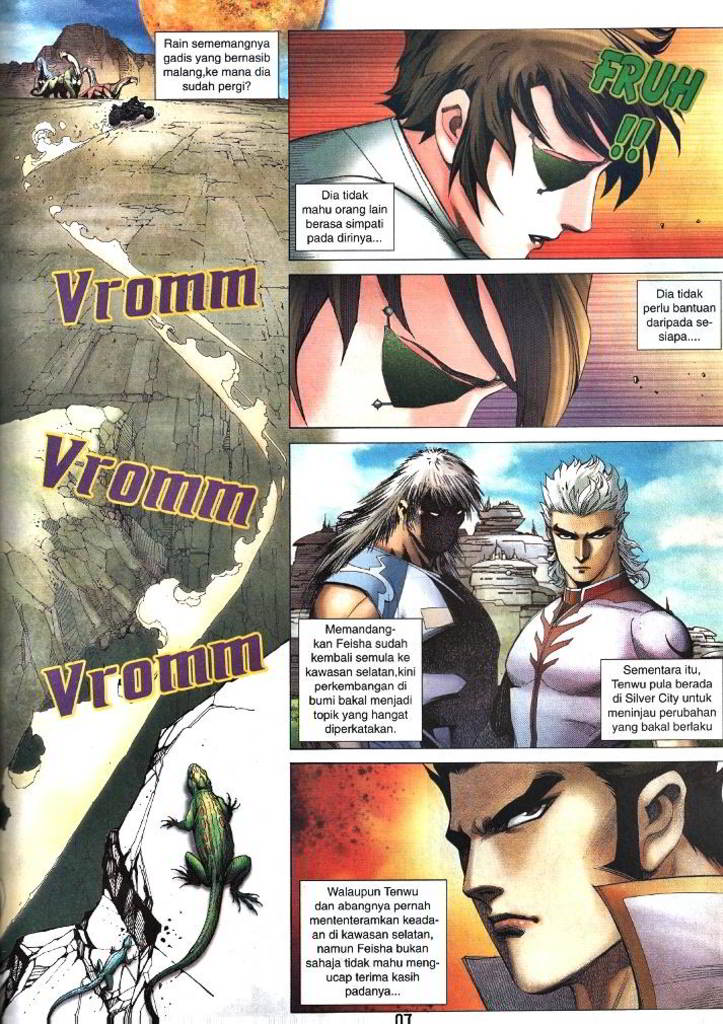 Rain sememangnya
gadis yang bernasib
malang,ke mana dia
sudah pergi?
FRUH
!!
Dia tidak
mahu orang lain
berasa simpati
pada dirinya...
Vromm
Dia tidak
perlu bantuan
daripada se-
siapa....
Vromm
Memandang-
kan Feisha sudah
kembali semula ke
kawasan selatan,kini
perkembangan di
bumi bakal menjadi
topik yang hangat
diperkatakan.
Sementara itu,
Tenwu pula berada
di Silver City untuk
meninjau perubahan
yang bakal berlaku
Vromm
Walaupun Tenwu
dan abangnya pernah
mententeramkan keada-
an di kawasan selatan,
namun Feisha bukan
sahaja tidak mahu meng-
ucap terima kasih
padanya...
07